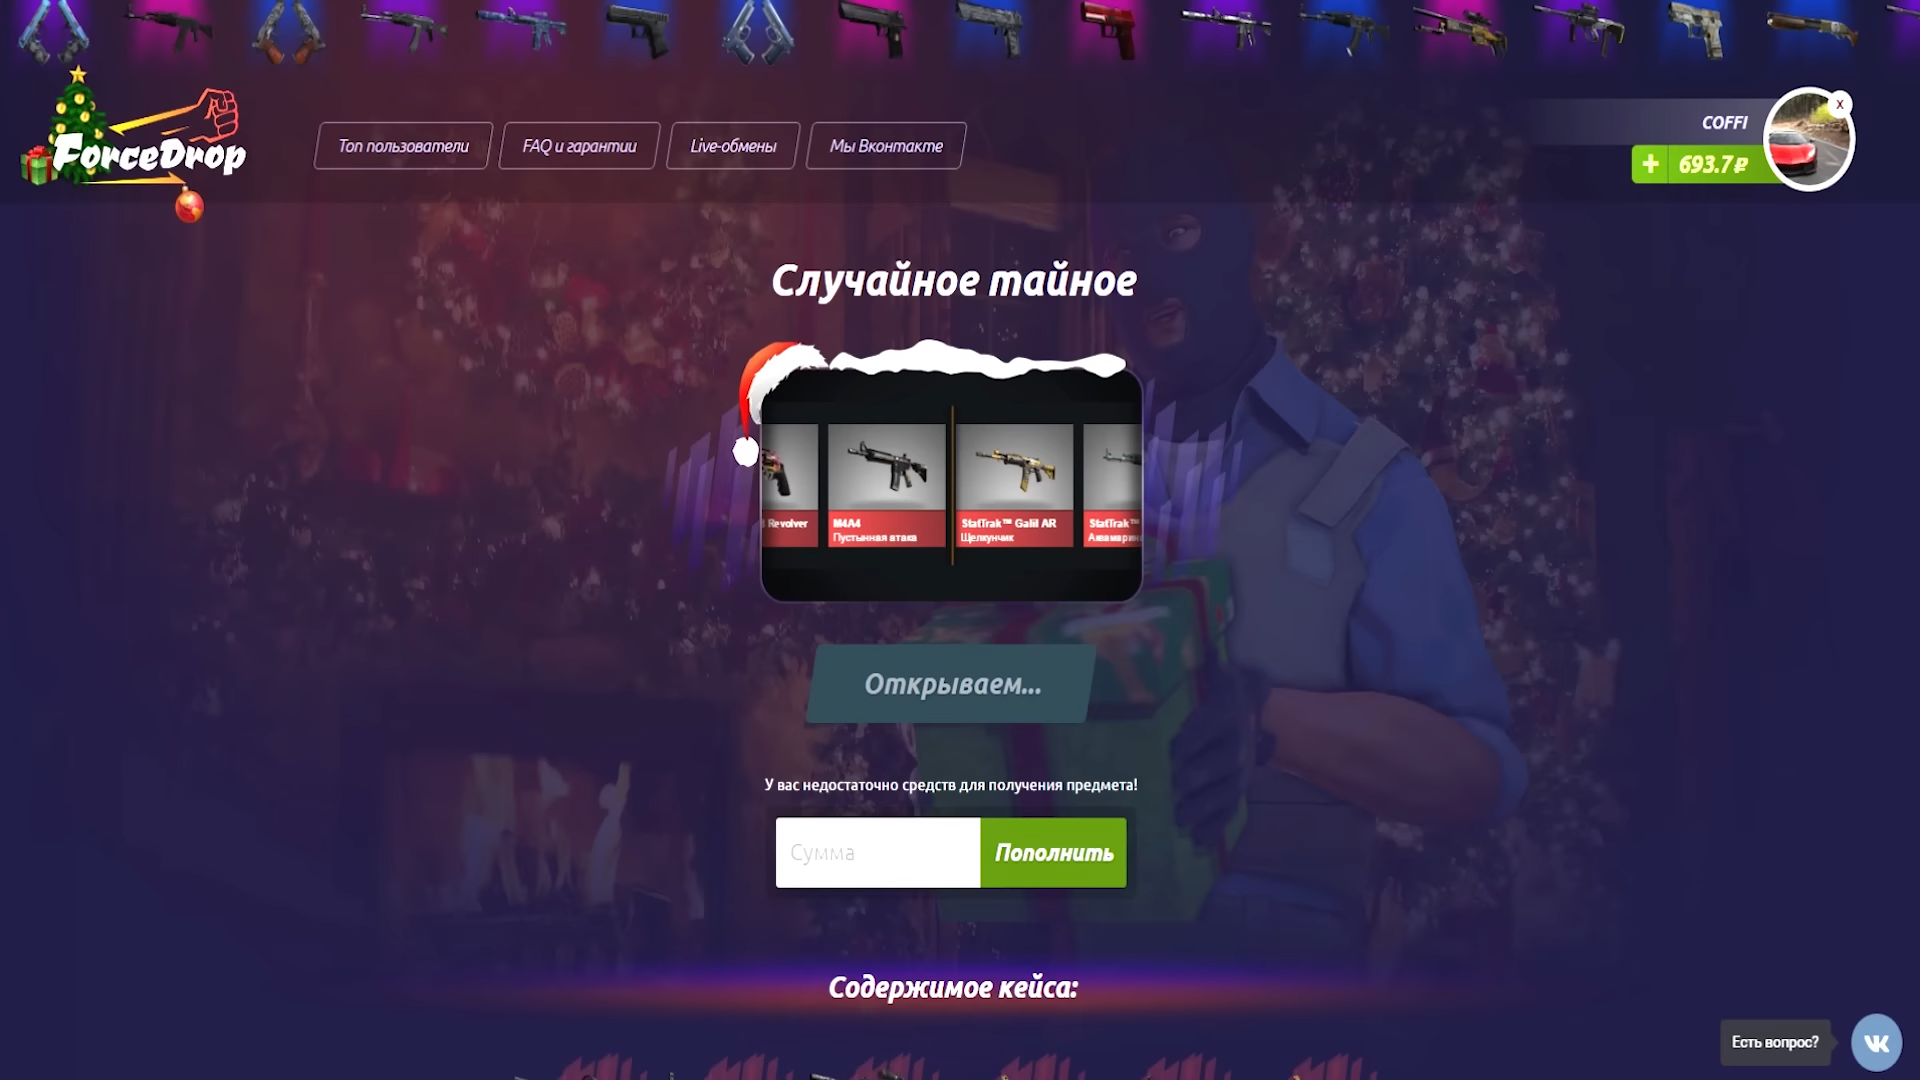 ForceDrop
Топ пользователи
FAQ и гарантии
Live-обмены
Мы Вконтакте
COFFI
x
+ 693.7₽
Случайное тайное
Revolver
M4A4
Пустынная атака
StatTrak™ Galil AR
Щелкунчик
StatTrak™
Открываем...
У вас недостаточно средств для получения предмета!
Сумма
Пополнить
Содержимое кейса:
Есть вопрос?